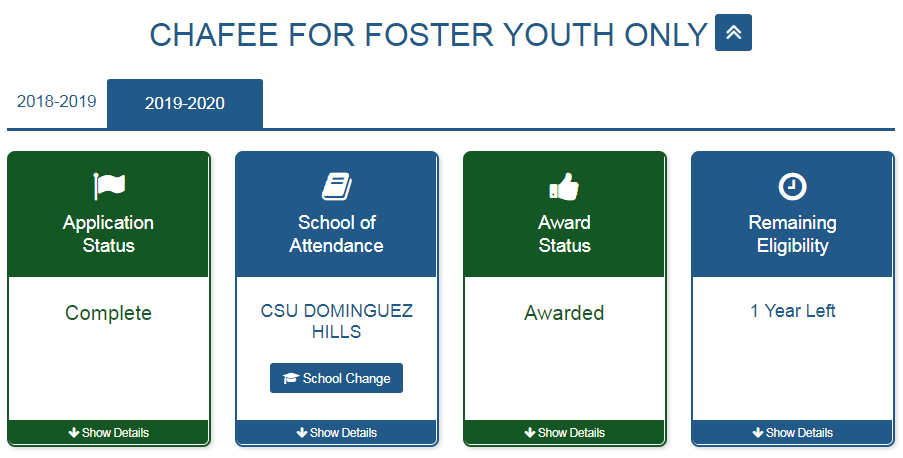 CHAFEE FOR FOSTER YOUTH ONLY
2018-2019
2019-2020
Application
Status
Complete
Show Details
School of
Attendance
CSU DOMINGUEZ
HILLS
School Change
Show Details
Award
Status
Awarded
Show Details
Remaining
Eligibility
1 Year Left
Show Details